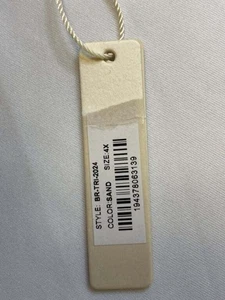 STYLE: BR-TRI-2024
COLOR:SAND SIZE:4X
194378063139